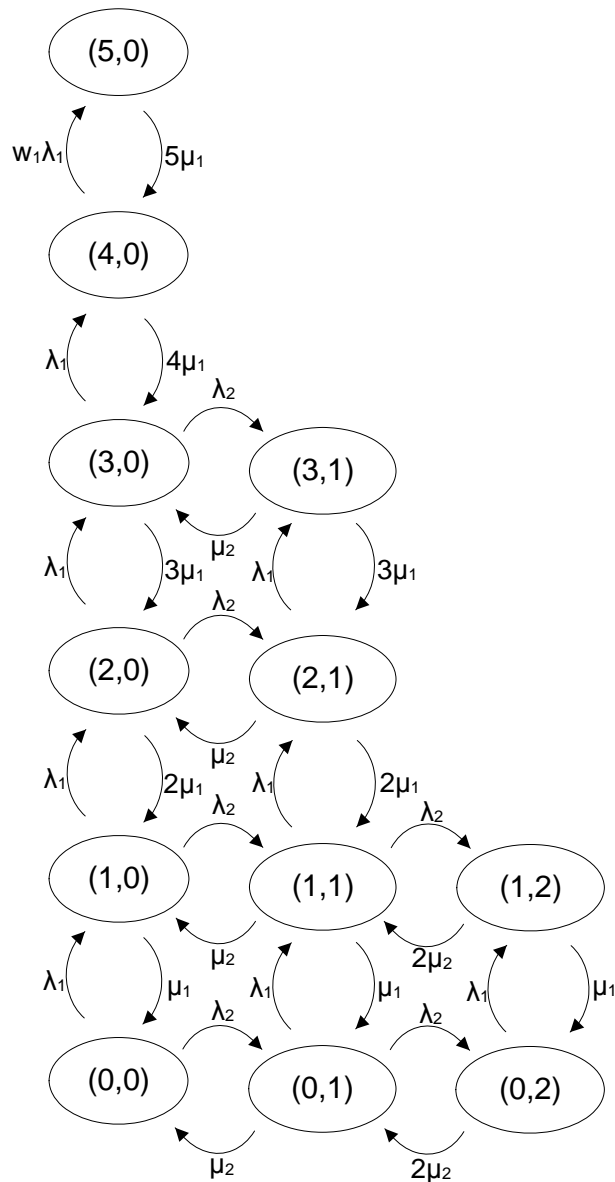 (5,0)
w₁λ₁ 5μ₁
(4,0)
λ₁ 4μ₁
λ₂
(3,0) (3,1)
μ₂
λ₁ 3μ₁ λ₁ 3μ₁
λ₂
(2,0) (2,1)
μ₂
λ₁ 2μ₁ λ₁ 2μ₁
λ₂ λ₂
(1,0) (1,1) (1,2)
μ₂ 2μ₂
λ₁ μ₁ λ₁ μ₁ λ₁ μ₁
λ₂ λ₂
(0,0) (0,1) (0,2)
μ₂ 2μ₂